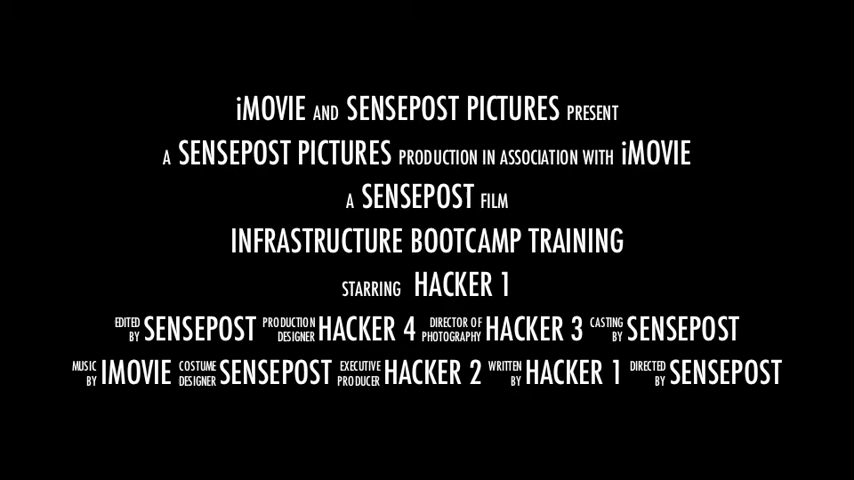 iMOVIE AND SENSEPOST PICTURES PRESENT
A SENSEPOST PICTURES PRODUCTION IN ASSOCIATION WITH iMOVIE
A SENSEPOST FILM
INFRASTRUCTURE BOOTCAMP TRAINING
STARRING HACKER 1
EDITED BY SENSEPOST PRODUCTION DESIGNER HACKER 4 DIRECTOR OF PHOTOGRAPHY HACKER 3 CASTING BY SENSEPOST
MUSIC BY IMOVIE COSTUME DESIGNER SENSEPOST EXECUTIVE PRODUCER HACKER 2 WRITTEN BY HACKER 1 DIRECTED BY SENSEPOST